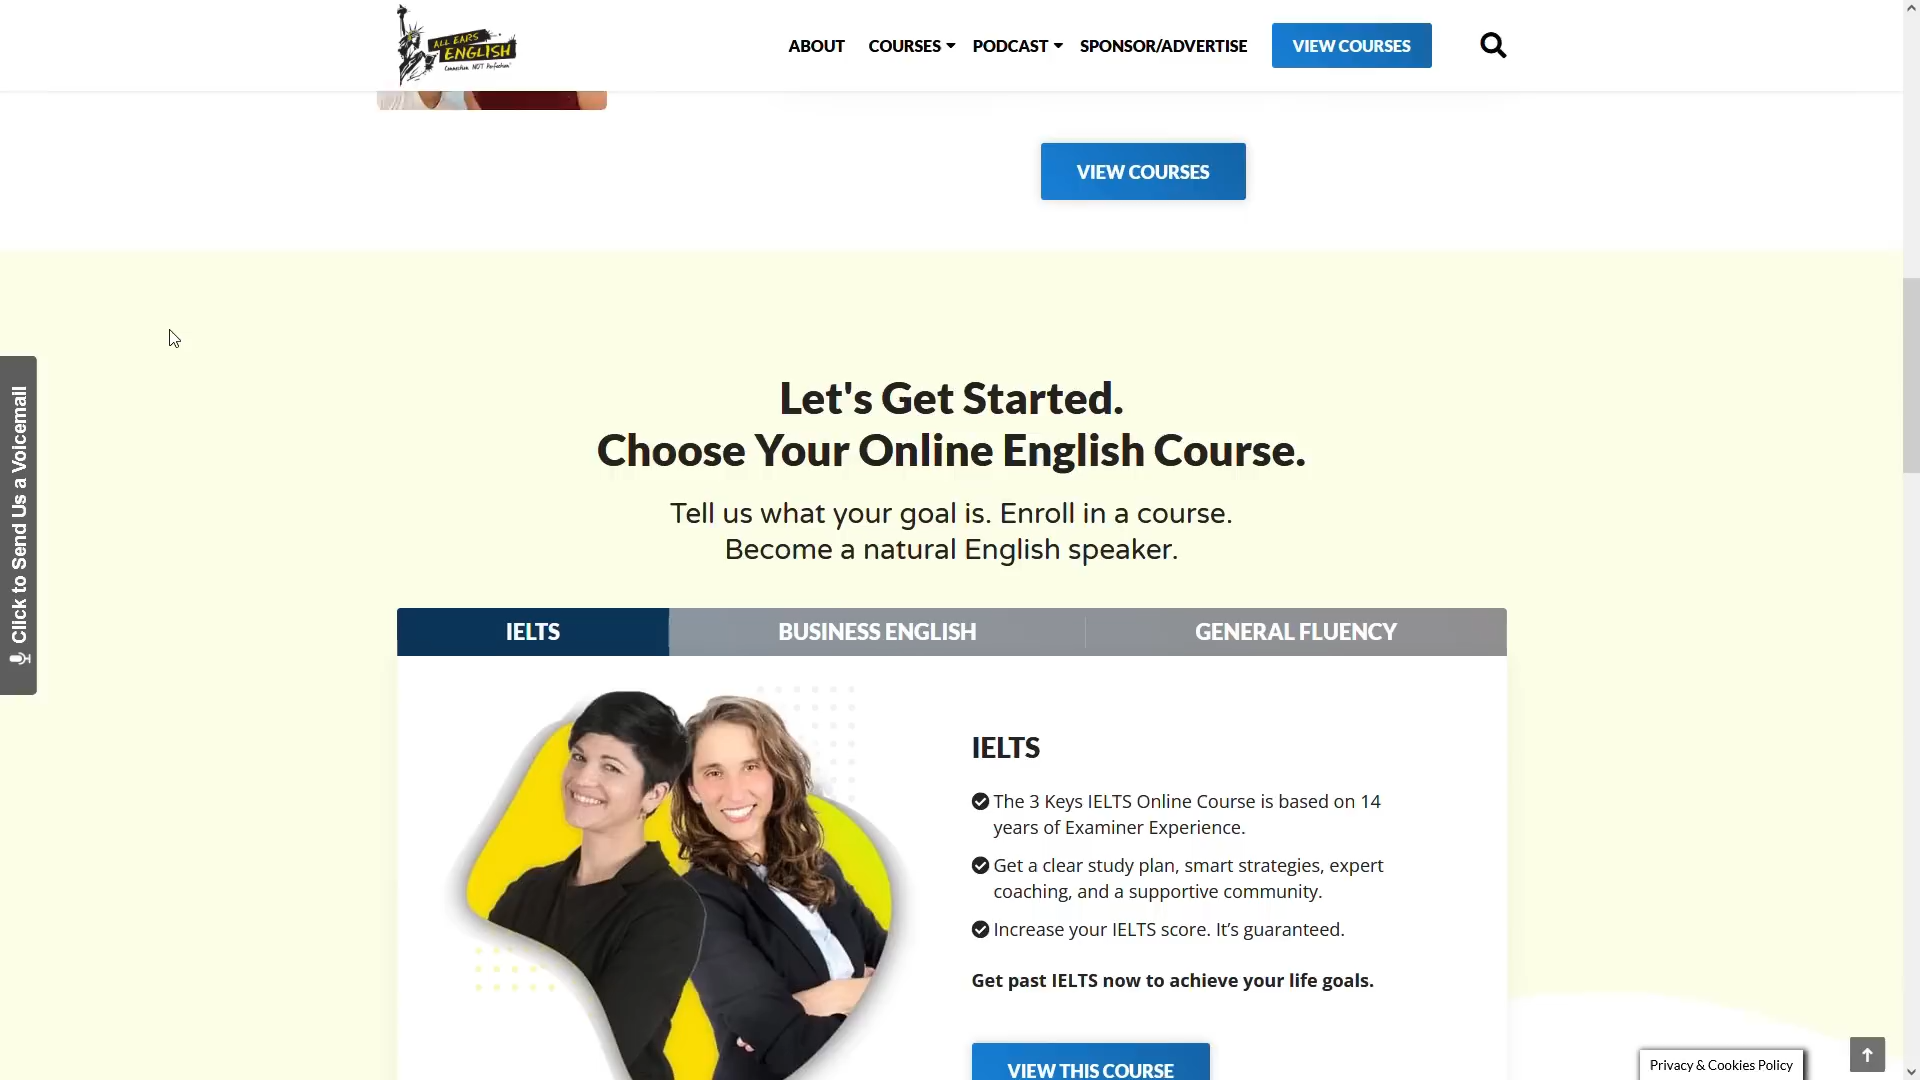 ALL EARS
ENGLISH
Connection NOT Perfection
ABOUT
COURSES
PODCAST
SPONSOR/ADVERTISE
VIEW COURSES
VIEW COURSES
Click to Send Us a Voicemail
Let's Get Started.
Choose Your Online English Course.
Tell us what your goal is. Enroll in a course.
Become a natural English speaker.
IELTS
BUSINESS ENGLISH
GENERAL FLUENCY
IELTS
The 3 Keys IELTS Online Course is based on 14
years of Examiner Experience.
Get a clear study plan, smart strategies, expert
coaching, and a supportive community.
Increase your IELTS score. It’s guaranteed.
Get past IELTS now to achieve your life goals.
VIEW THIS COURSE
Privacy & Cookies Policy